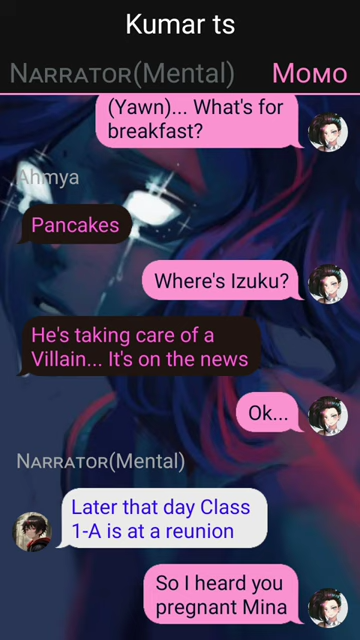 Kumar ts
Narrator(Mental) Momo
(Yawn)... What's for
breakfast?
Ahmya
Pancakes
Where's Izuku?
He's taking care of a
Villain... It's on the news
Ok...
Narrator(Mental)
Later that day Class
1-A is at a reunion
So I heard you
pregnant Mina